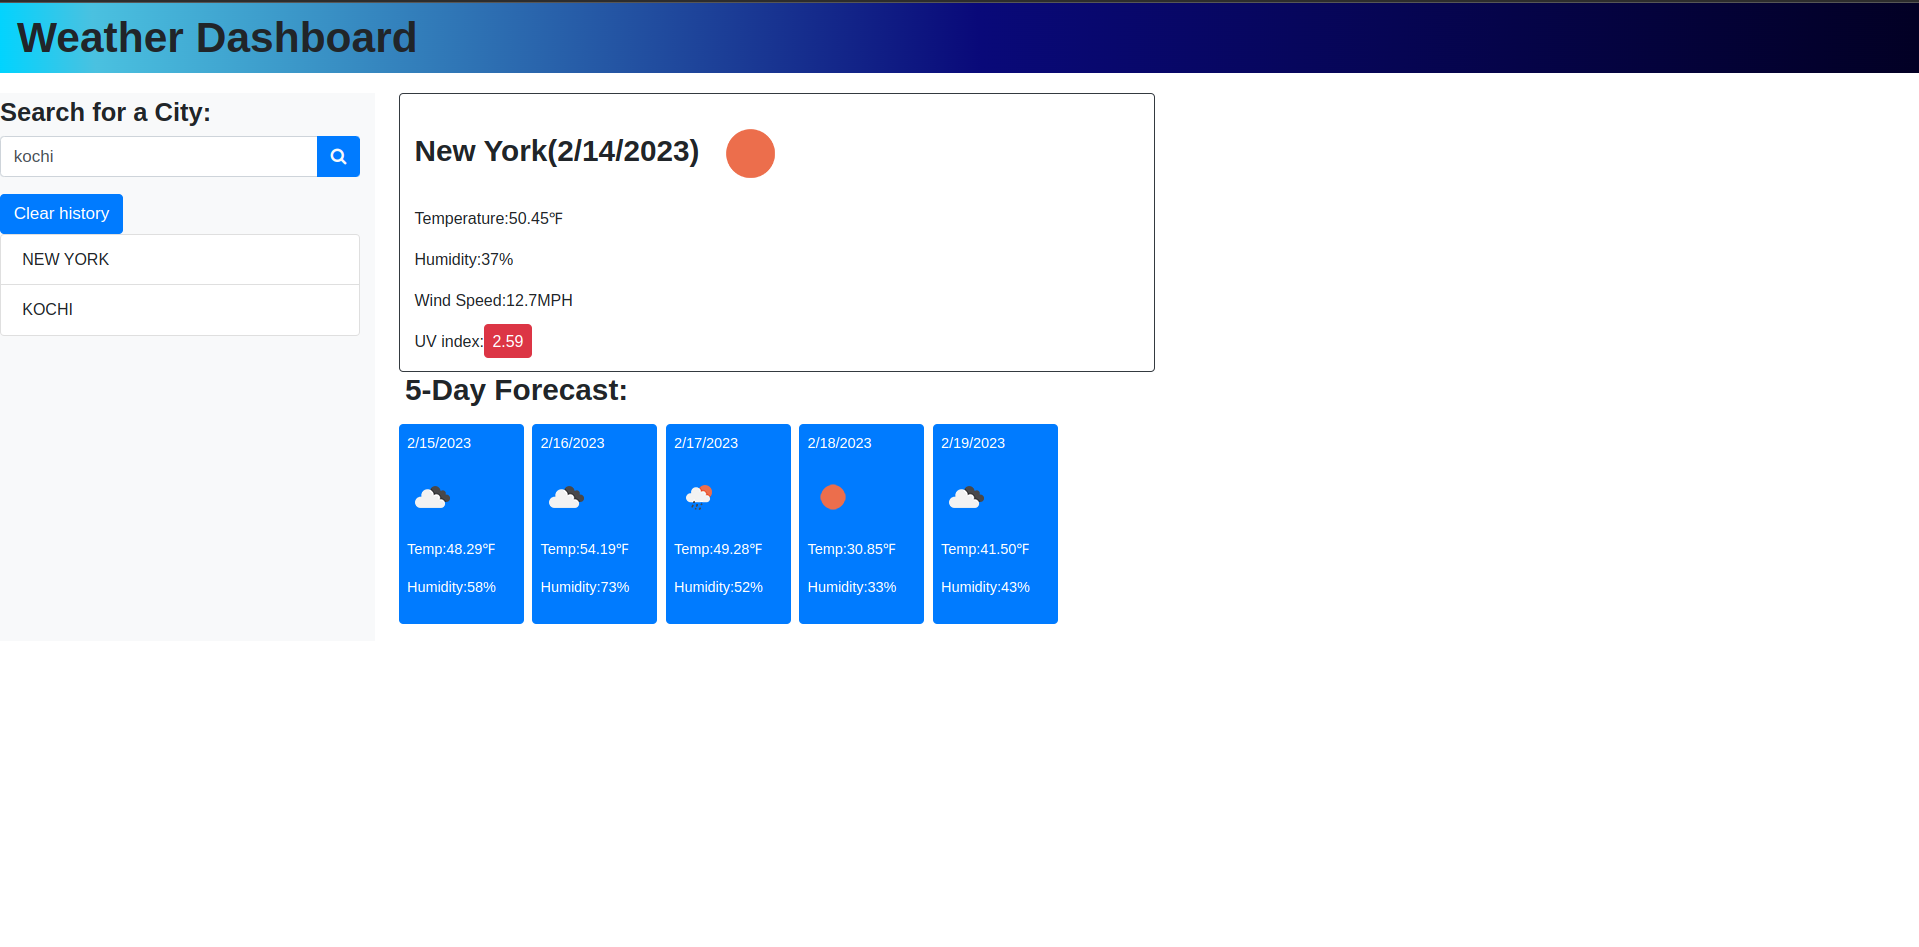 Weather Dashboard
Search for a City:
kochi
Clear history
NEW YORK
KOCHI
New York(2/14/2023)
Temperature:50.45℉
Humidity:37%
Wind Speed:12.7MPH
UV index:2.59
5-Day Forecast:
2/15/2023
Temp:48.29℉
Humidity:58%
2/16/2023
Temp:54.19℉
Humidity:73%
2/17/2023
Temp:49.28℉
Humidity:52%
2/18/2023
Temp:30.85℉
Humidity:33%
2/19/2023
Temp:41.50℉
Humidity:43%